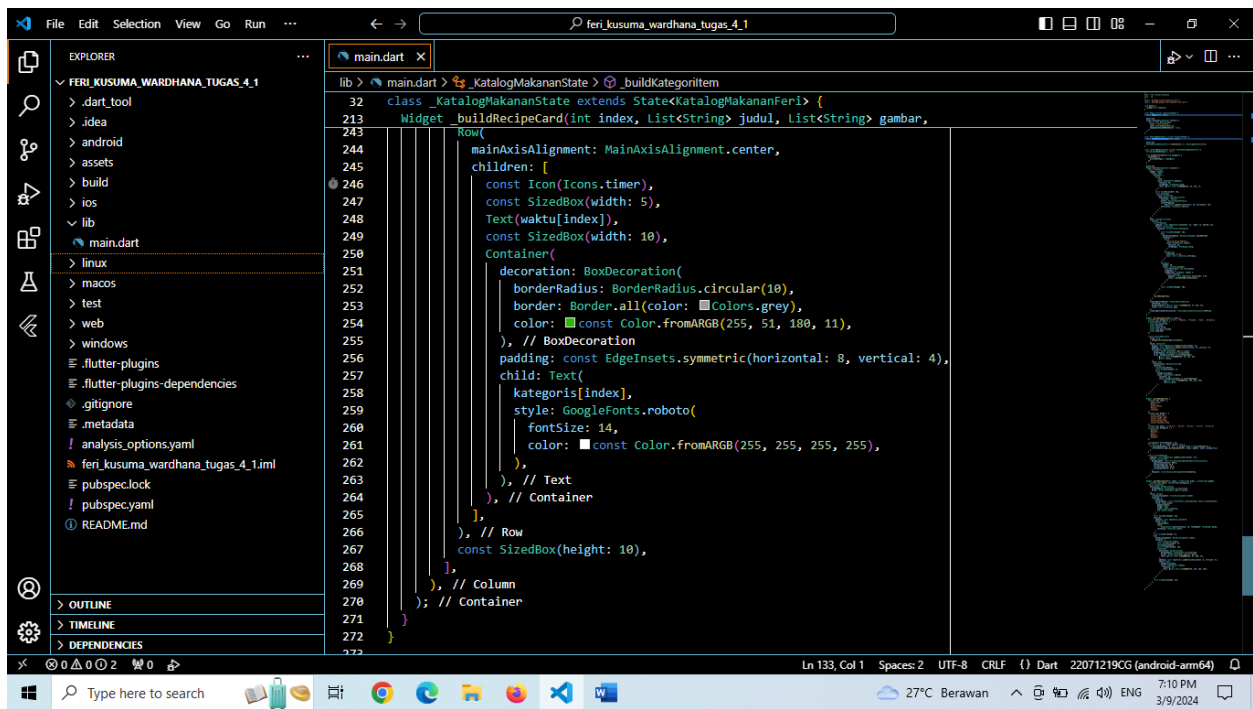 File Edit Selection View Go Run ···
feri_kusuma_wardhana_tugas_4_1
EXPLORER
FERI_KUSUMA_WARDHANA_TUGAS_4_1
.dart_tool
.idea
android
assets
build
ios
lib
main.dart
linux
macos
test
web
windows
.flutter-plugins
.flutter-plugins-dependencies
.gitignore
.metadata
analysis_options.yaml
feri_kusuma_wardhana_tugas_4_1.iml
pubspec.lock
pubspec.yaml
README.md
OUTLINE
TIMELINE
DEPENDENCIES
main.dart
lib > main.dart > _KatalogMakananState > _buildKategoriItem
32 class _KatalogMakananState extends State<KatalogMakananFeri> {
213 Widget _buildRecipeCard(int index, List<String> judul, List<String> gambar,
243 Row(
244 mainAxisAlignment: MainAxisAlignment.center,
245 children: [
246 const Icon(Icons.timer),
247 const SizedBox(width: 5),
248 Text(waktu[index]),
249 const SizedBox(width: 10),
250 Container(
251 decoration: BoxDecoration(
252 borderRadius: BorderRadius.circular(10),
253 border: Border.all(color: Colors.grey),
254 color: const Color.fromARGB(255, 51, 180, 11),
255 ), // BoxDecoration
256 padding: const EdgeInsets.symmetric(horizontal: 8, vertical: 4),
257 child: Text(
258 kategoris[index],
259 style: GoogleFonts.roboto(
260 fontSize: 14,
261 color: const Color.fromARGB(255, 255, 255, 255),
262 ),
263 ), // Text
264 ), // Container
265 ],
266 ), // Row
267 const SizedBox(height: 10),
268 ],
269 ), // Column
270 ); // Container
271 }
272 }
273
0 0 2 0
Ln 133, Col 1 Spaces: 2 UTF-8 CRLF {} Dart 22071219CG (android-arm64)
Type here to search
27°C Berawan
ENG
7:10 PM
3/9/2024